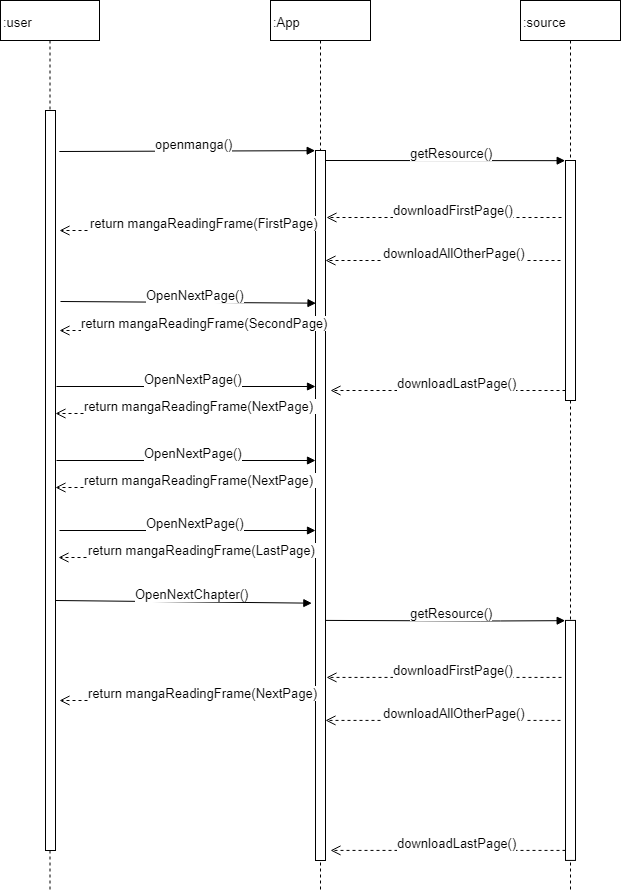 :user
:App
:source
openmanga()
getResource()
downloadFirstPage()
return mangaReadingFrame(FirstPage)
downloadAllOtherPage()
OpenNextPage()
return mangaReadingFrame(SecondPage)
OpenNextPage()
downloadLastPage()
return mangaReadingFrame(NextPage)
OpenNextPage()
return mangaReadingFrame(NextPage)
OpenNextPage()
return mangaReadingFrame(LastPage)
OpenNextChapter()
getResource()
downloadFirstPage()
return mangaReadingFrame(NextPage)
downloadAllOtherPage()
downloadLastPage()